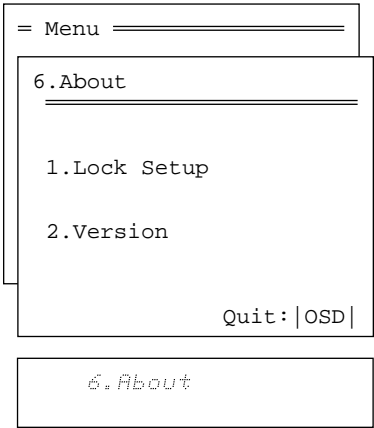 = Menu
6.About
1.Lock Setup
2.Version
Quit:|OSD|
6.About